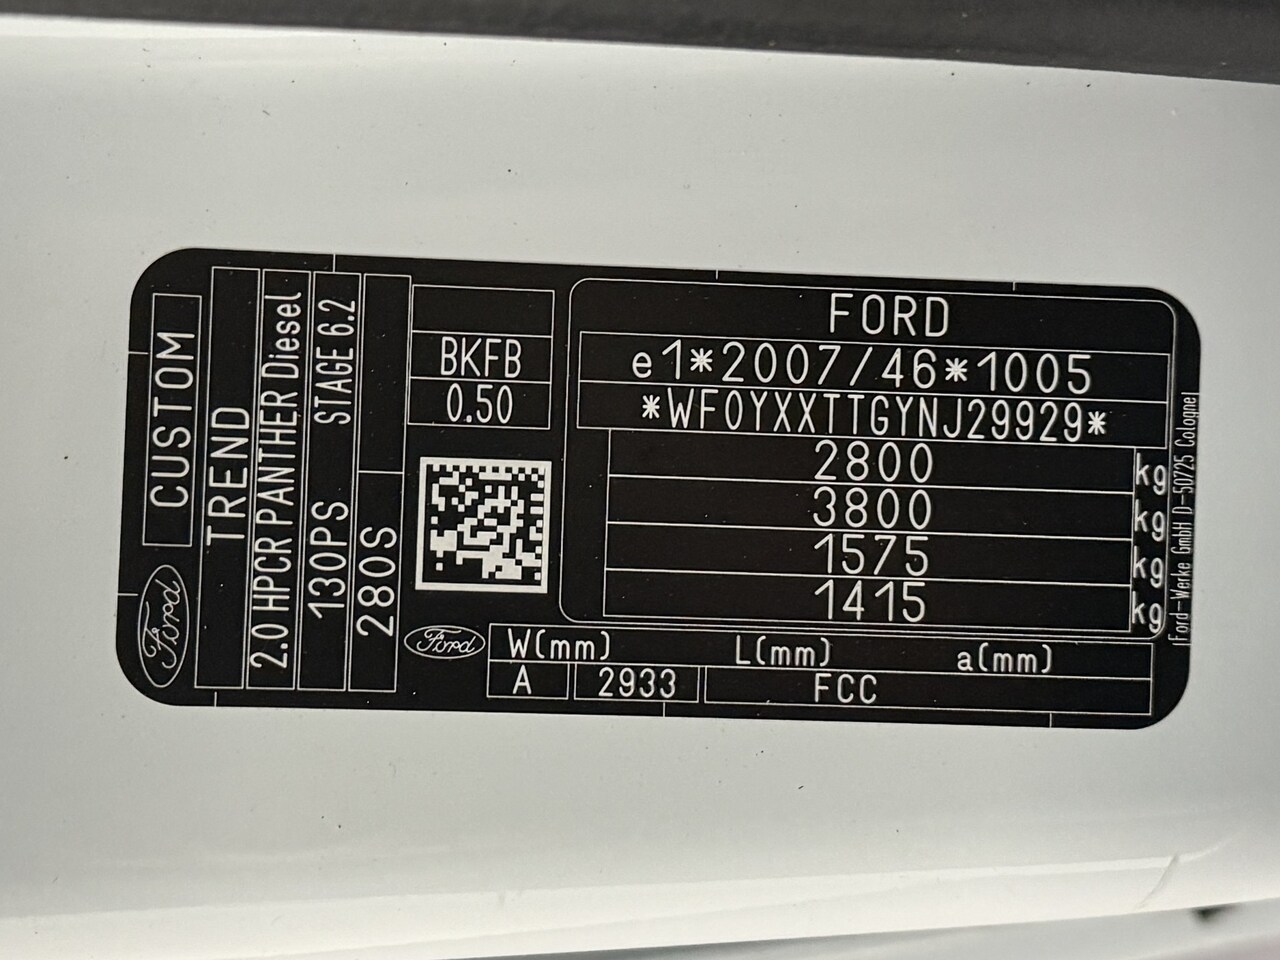 FORD
e1*2007/46*1005
*WF0YXXTTGYNJ29929*
2800 kg
3800 kg
1575 kg
1415 kg
BKFB
0.50
Ford
W(mm) L(mm) a(mm)
A 2933 FCC
Ford-Werke GmbH D-50725 Cologne
Ford CUSTOM
TREND
2.0 HPCR PANTHER Diesel
130PS STAGE 6.2
280S